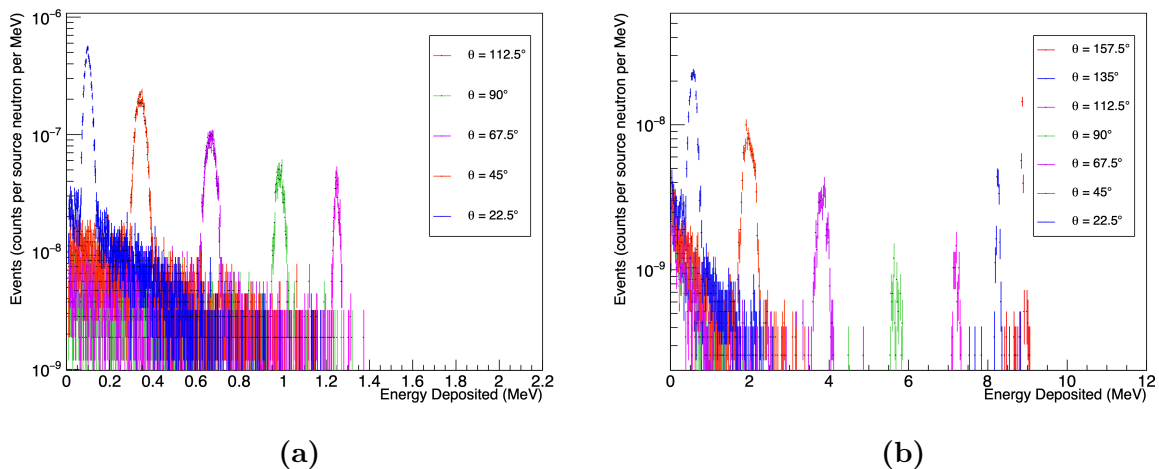 Events (counts per source neutron per MeV)
10⁻⁶
10⁻⁷
10⁻⁸
10⁻⁹
θ = 112.5°
θ = 90°
θ = 67.5°
θ = 45°
θ = 22.5°
0 0.2 0.4 0.6 0.8 1 1.2 1.4 1.6 1.8 2 2.2
Energy Deposited (MeV)
(a)
Events (counts per source neutron per MeV)
10⁻⁸
10⁻⁹
θ = 157.5°
θ = 135°
θ = 112.5°
θ = 90°
θ = 67.5°
θ = 45°
θ = 22.5°
0 2 4 6 8 10 12
Energy Deposited (MeV)
(b)